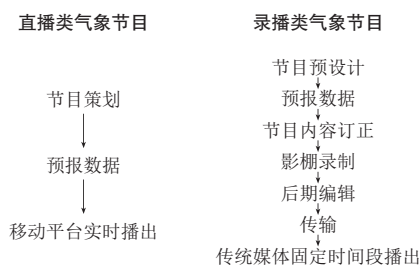 直播类气象节目
节目策划
预报数据
移动平台实时播出
录播类气象节目
节目预设计
预报数据
节目内容订正
影棚录制
后期编辑
传输
传统媒体固定时间段播出